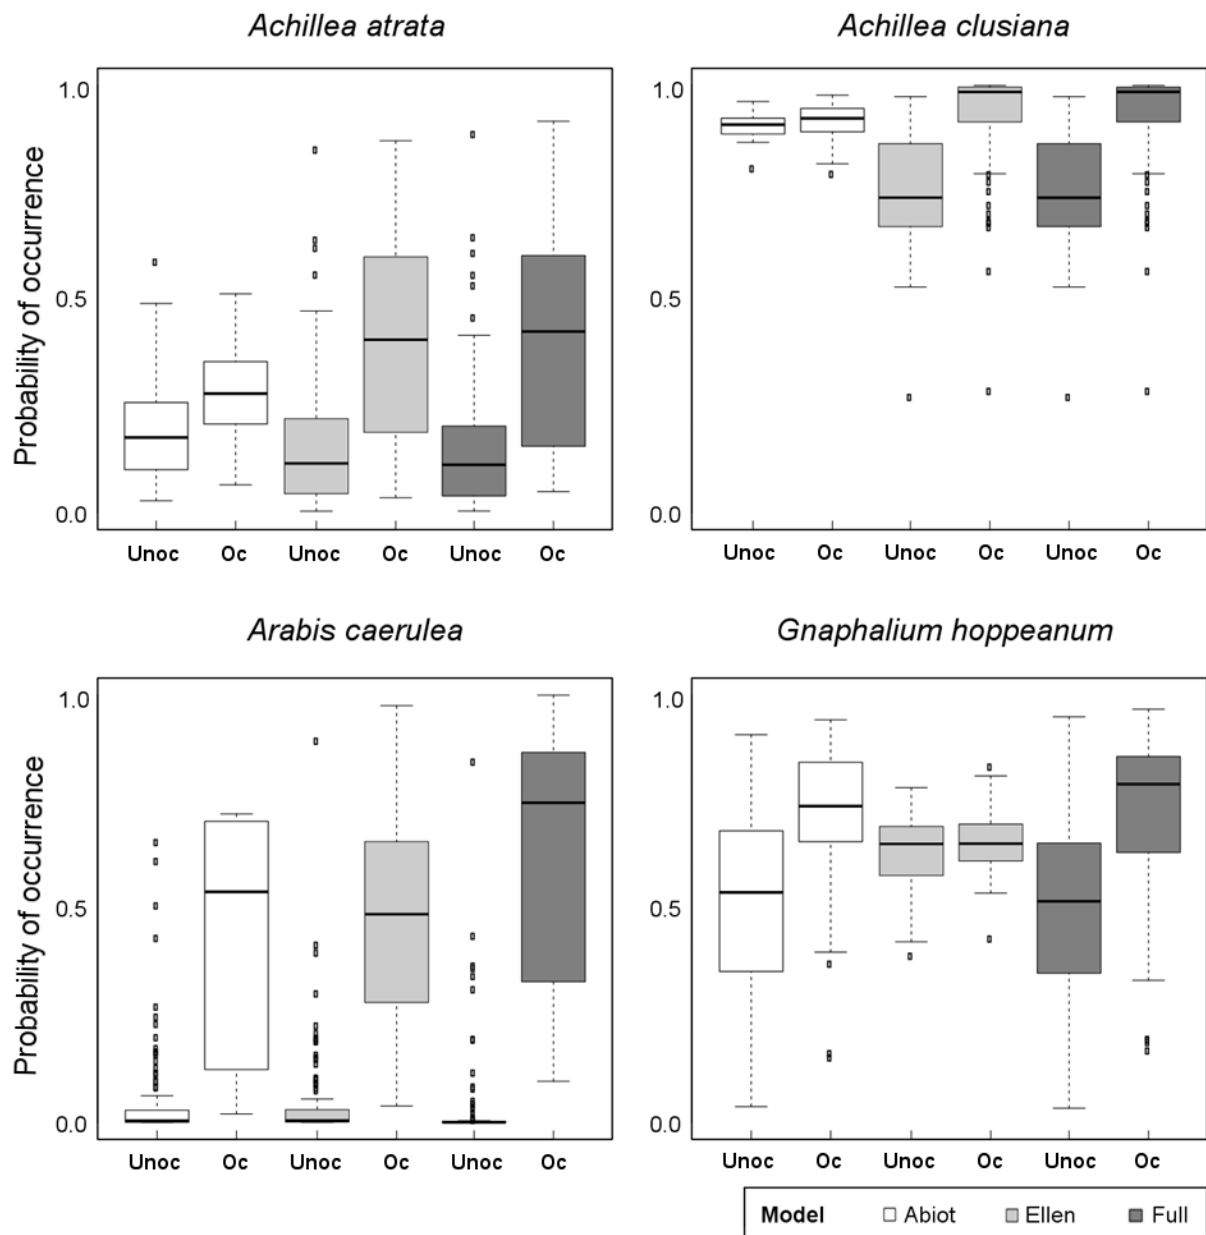 Achillea atrata
Achillea clusiana
Probability of occurrence
1.0
0.5
0.0
Unoc Oc Unoc Oc Unoc Oc
1.0
0.5
0.0
Unoc Oc Unoc Oc Unoc Oc
Arabis caerulea
Gnaphalium hoppeanum
Probability of occurrence
1.0
0.5
0.0
Unoc Oc Unoc Oc Unoc Oc
1.0
0.5
0.0
Unoc Oc Unoc Oc Unoc Oc
Model Abiot Ellen Full